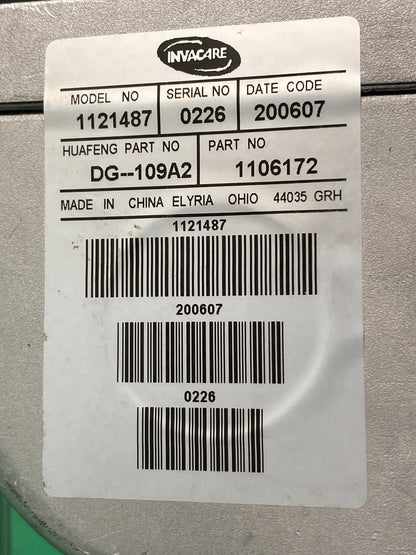 INVACARE
MODEL NO SERIAL NO DATE CODE
1121487 0226 200607
HUAFENG PART NO PART NO
DG--109A2 1106172
MADE IN CHINA ELYRIA OHIO 44035 GRH
1121487
200607
0226